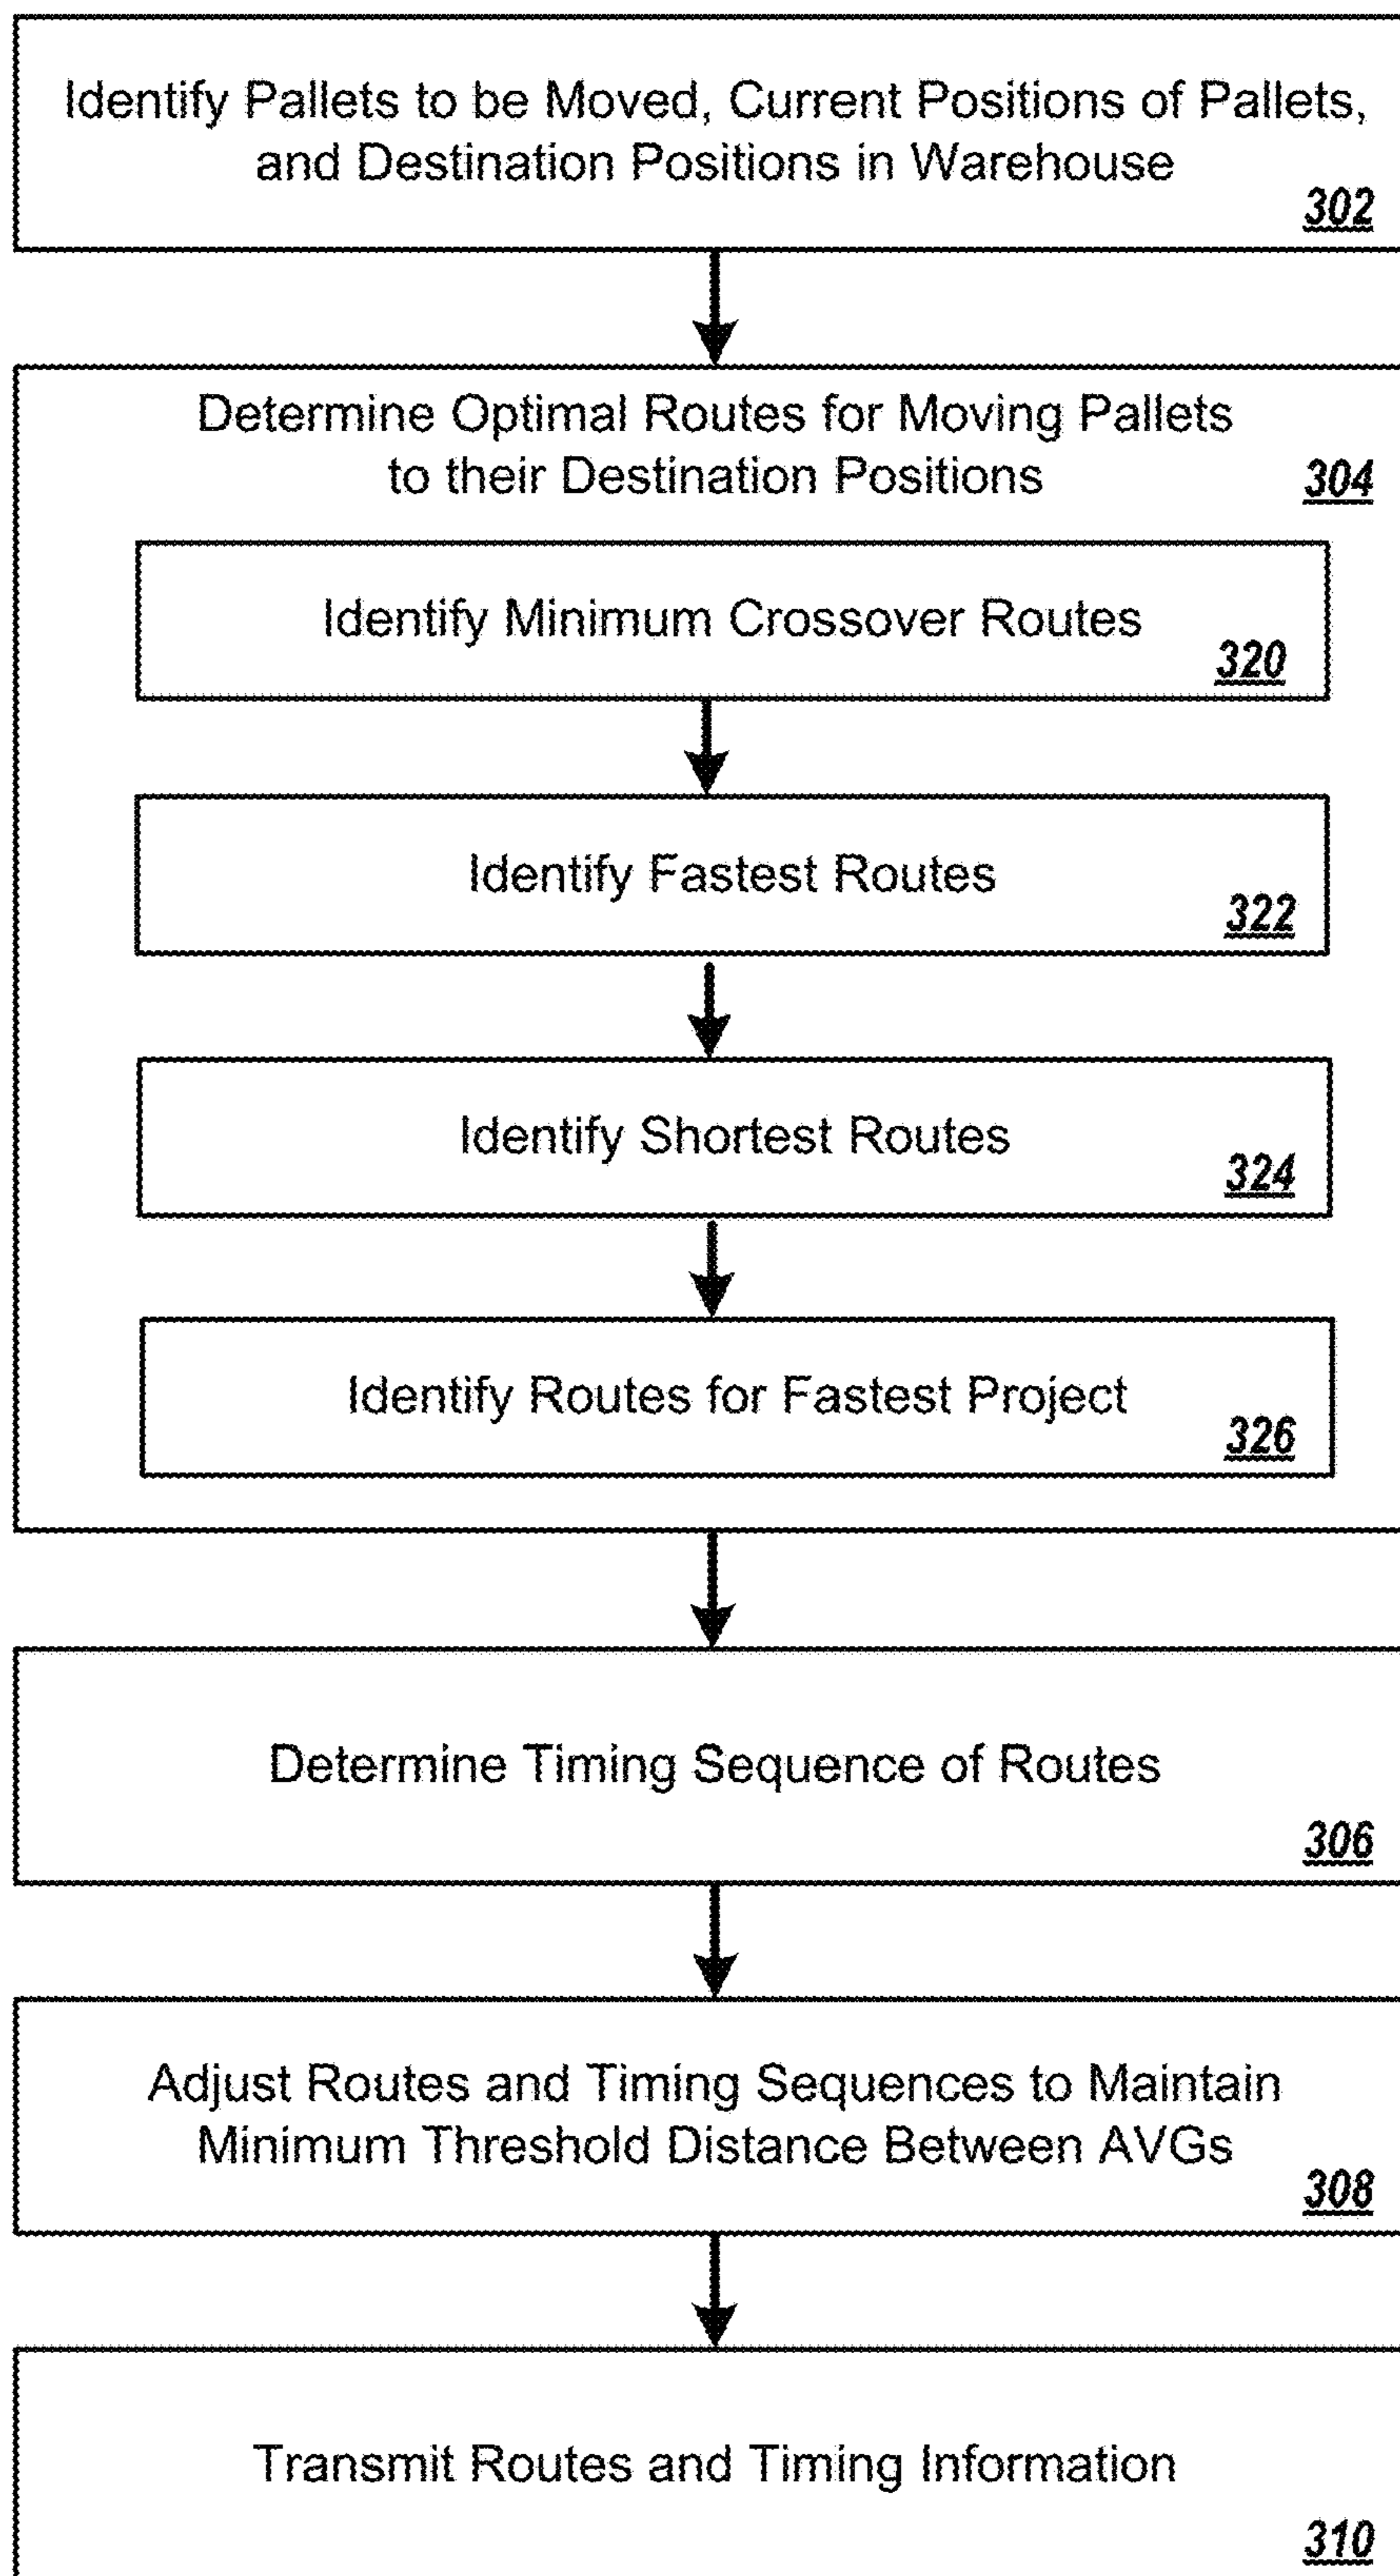 Identify Pallets to be Moved, Current Positions of Pallets,
and Destination Positions in Warehouse
302
Determine Optimal Routes for Moving Pallets
to their Destination Positions
304
Identify Minimum Crossover Routes
320
Identify Fastest Routes
322
Identify Shortest Routes
324
Identify Routes for Fastest Project
326
Determine Timing Sequence of Routes
306
Adjust Routes and Timing Sequences to Maintain
Minimum Threshold Distance Between AVGs
308
Transmit Routes and Timing Information
310